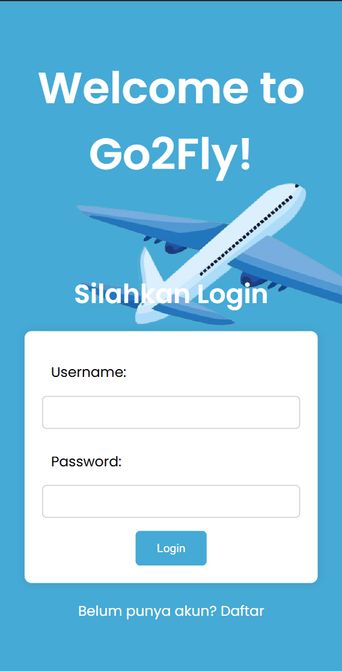 Welcome to
Go2Fly!
Silahkan Login
Username:
Password:
Login
Belum punya akun? Daftar